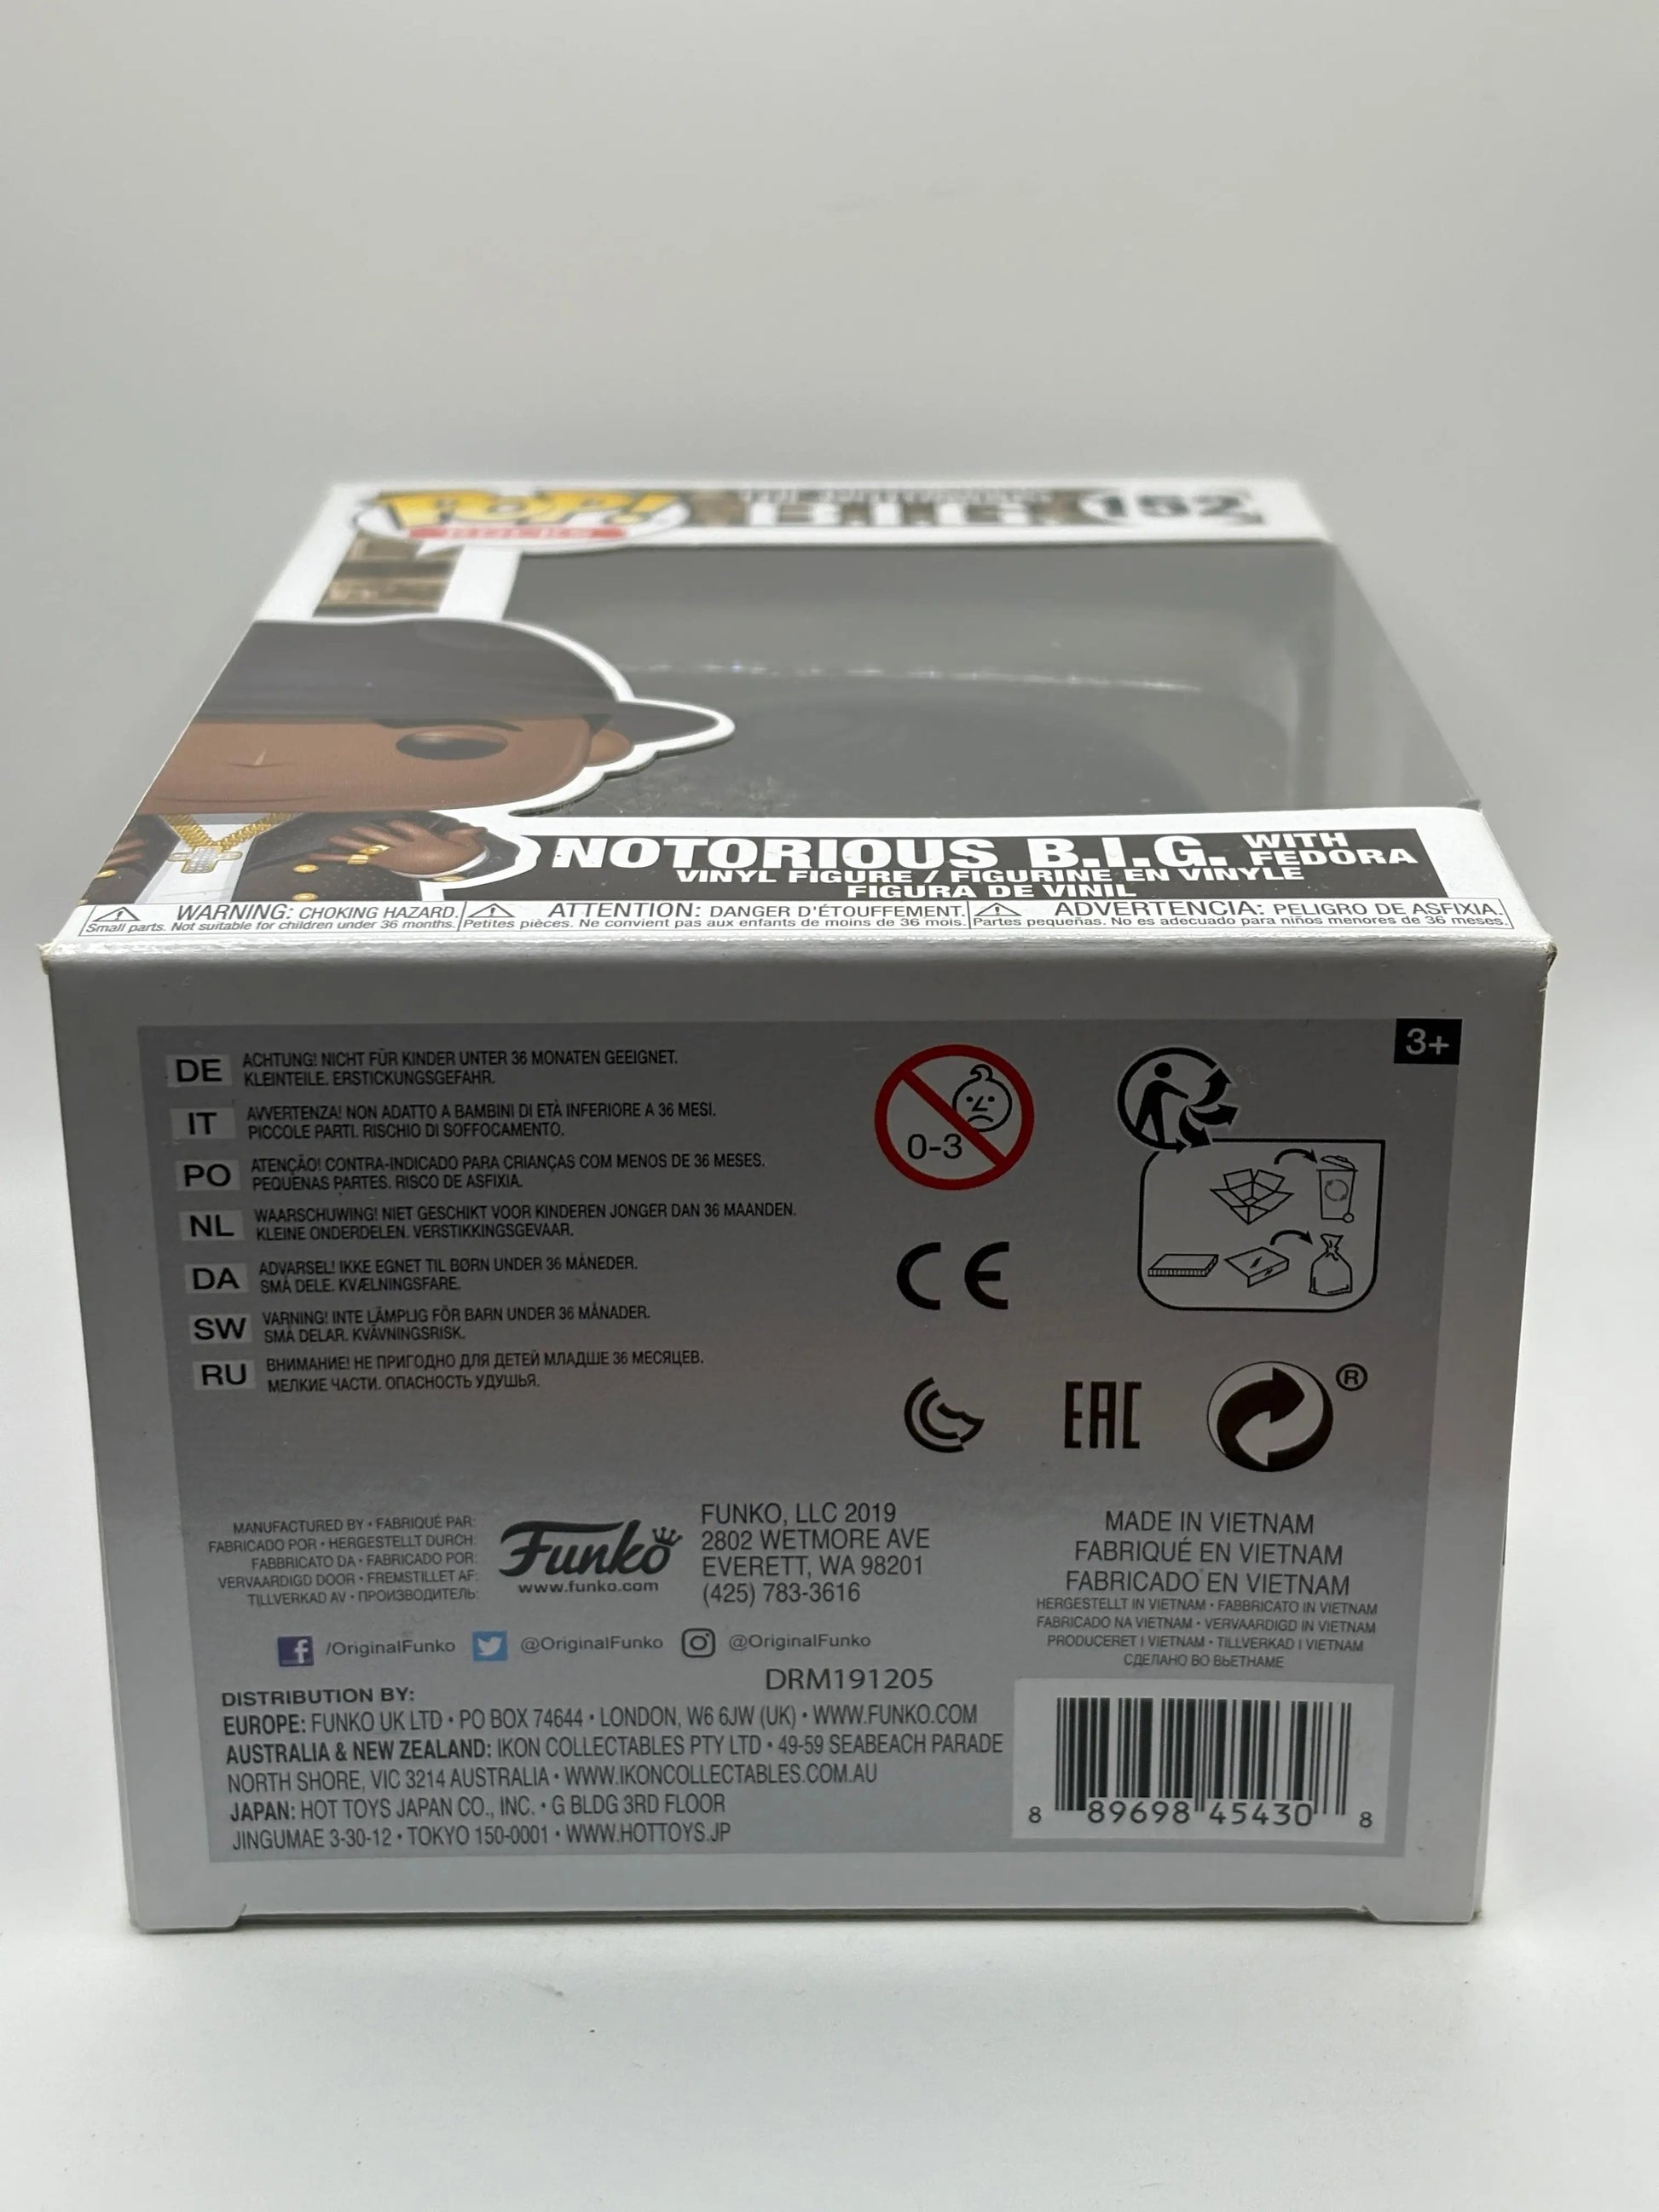 POP!
ROCKS
THE NOTORIOUS
B.I.G.
152
NOTORIOUS B.I.G. WITH FEDORA
VINYL FIGURE / FIGURINE EN VINYLE
FIGURA DE VINIL
WARNING: CHOKING HAZARD.
Small parts. Not suitable for children under 36 months.
ATTENTION: DANGER D'ÉTOUFFEMENT.
Petites pièces. Ne convient pas aux enfants de moins de 36 mois.
ADVERTENCIA: PELIGRO DE ASFIXIA.
Partes pequeñas. No es adecuado para niños menores de 36 meses.
3+
DE ACHTUNG! NICHT FÜR KINDER UNTER 36 MONATEN GEEIGNET.
KLEINTEILE. ERSTICKUNGSGEFAHR.
IT AVVERTENZA! NON ADATTO A BAMBINI DI ETÀ INFERIORE A 36 MESI.
PICCOLE PARTI. RISCHIO DI SOFFOCAMENTO.
PO ATENÇÃO! CONTRA-INDICADO PARA CRIANÇAS COM MENOS DE 36 MESES.
PEQUENAS PARTES. RISCO DE ASFIXIA.
NL WAARSCHUWING! NIET GESCHIKT VOOR KINDEREN JONGER DAN 36 MAANDEN.
KLEINE ONDERDELEN. VERSTIKKINGSGEVAAR.
DA ADVARSEL! IKKE EGNET TIL BØRN UNDER 36 MÅNEDER.
SMÅ DELE. KVÆLNINGSFARE.
SW VARNING! INTE LÄMPLIG FÖR BARN UNDER 36 MÅNADER.
SMÅ DELAR. KVÄVNINGSRISK.
RU ВНИМАНИЕ! НЕ ПРИГОДНО ДЛЯ ДЕТЕЙ МЛАДШЕ 36 МЕСЯЦЕВ.
МЕЛКИЕ ЧАСТИ. ОПАСНОСТЬ УДУШЬЯ.
0-3
CE
EAC
®
MANUFACTURED BY • FABRIQUÉ PAR:
FABRICADO POR • HERGESTELLT DURCH:
FABBRICATO DA • FABRICADO POR:
VERVAARDIGD DOOR • FREMSTILLET AF:
TILLVERKAD AV • ПРОИЗВОДИТЕЛЬ:
Funko
www.funko.com
FUNKO, LLC 2019
2802 WETMORE AVE
EVERETT, WA 98201
(425) 783-3616
MADE IN VIETNAM
FABRIQUÉ EN VIETNAM
FABRICADO EN VIETNAM
HERGESTELLT IN VIETNAM • FABBRICATO IN VIETNAM
FABRICADO NA VIETNAM • VERVAARDIGD IN VIETNAM
PRODUCERET I VIETNAM • TILLVERKAD I VIETNAM
СДЕЛАНО ВО ВЬЕТНАМЕ
f /OriginalFunko @OriginalFunko @OriginalFunko
DRM191205
DISTRIBUTION BY:
EUROPE: FUNKO UK LTD • PO BOX 74644 • LONDON, W6 6JW (UK) • WWW.FUNKO.COM
AUSTRALIA & NEW ZEALAND: IKON COLLECTABLES PTY LTD • 49-59 SEABEACH PARADE
NORTH SHORE, VIC 3214 AUSTRALIA • WWW.IKONCOLLECTABLES.COM.AU
JAPAN: HOT TOYS JAPAN CO., INC. • G BLDG 3RD FLOOR
JINGUMAE 3-30-12 • TOKYO 150-0001 • WWW.HOTTOYS.JP
8 89698 45430 8